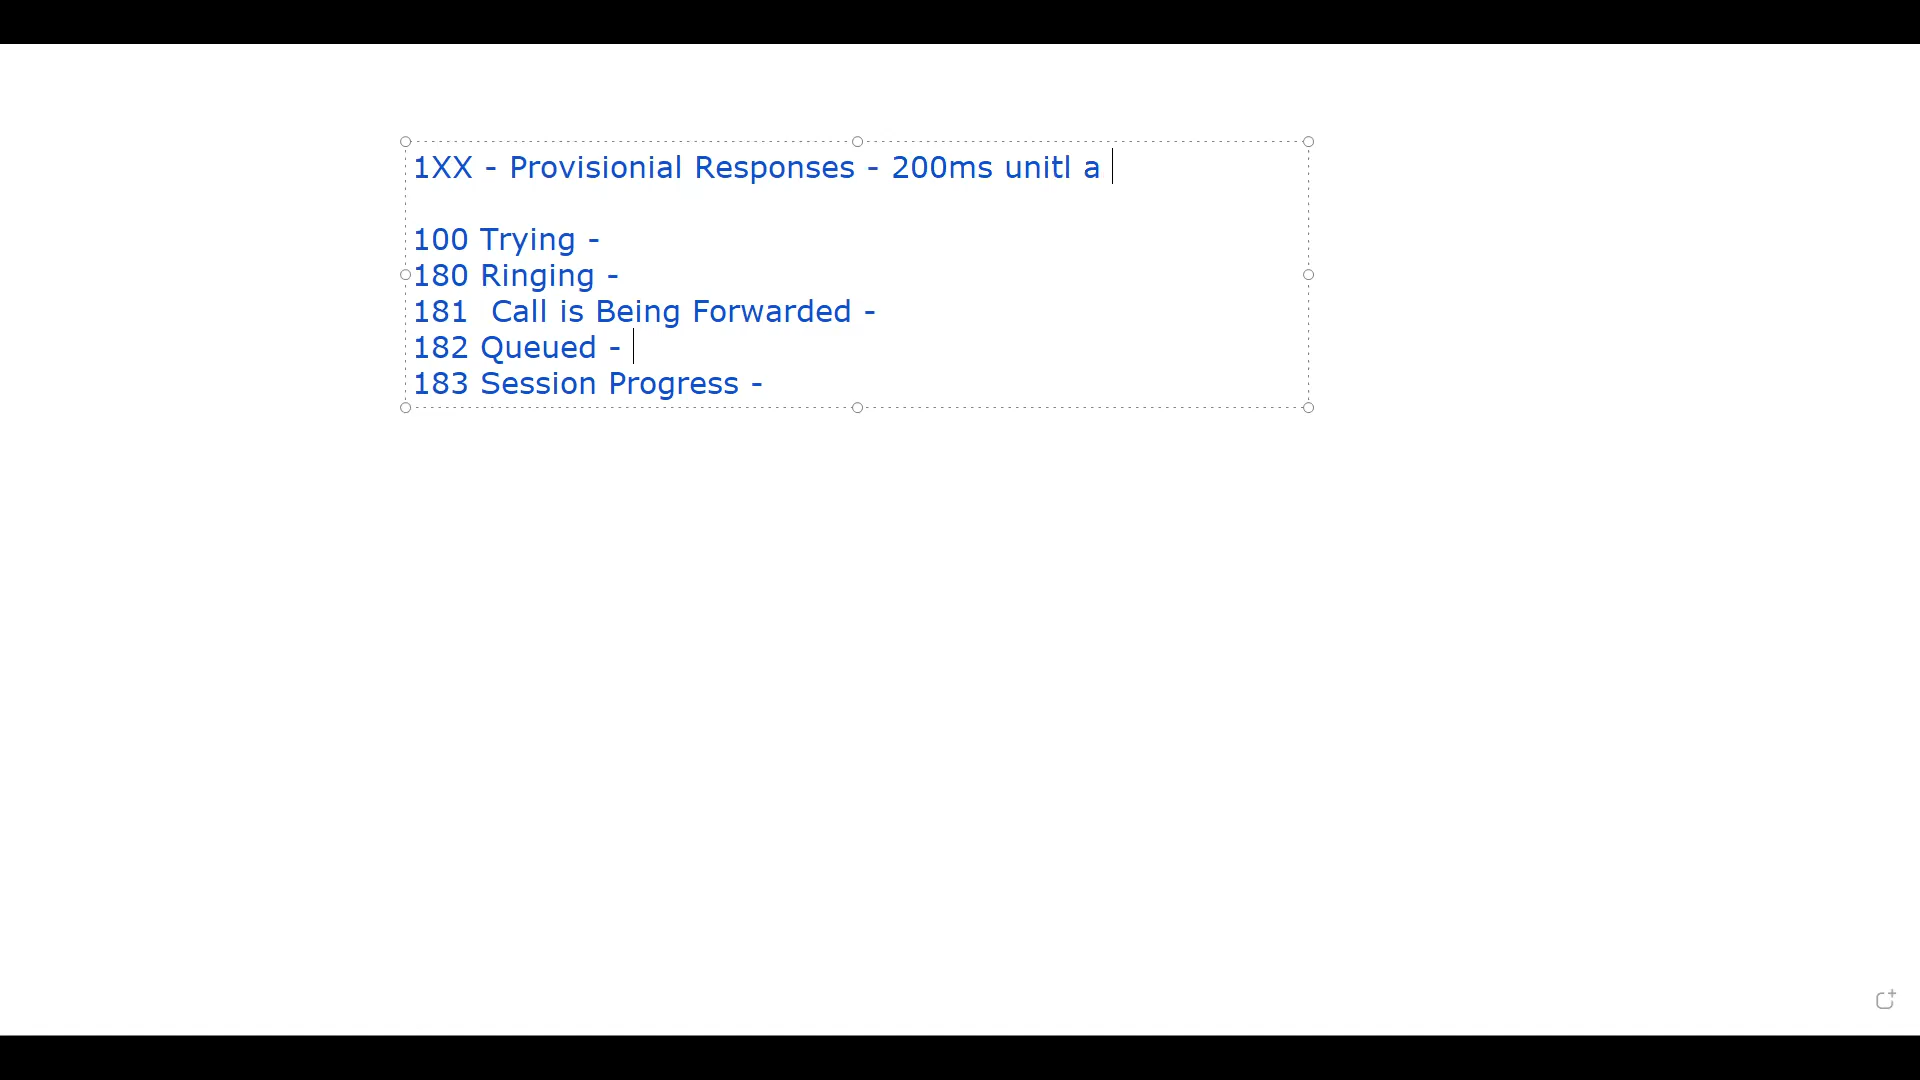 1XX - Provisionial Responses - 200ms unitl a
100 Trying -
180 Ringing -
181  Call is Being Forwarded -
182 Queued -
183 Session Progress -